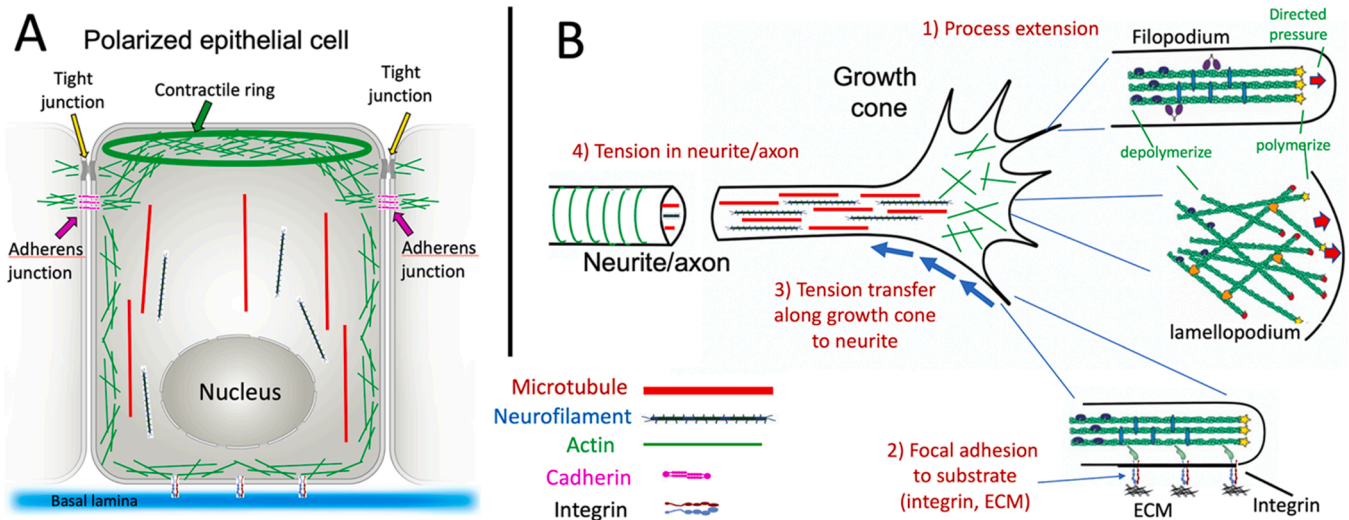 A
Polarized epithelial cell
Tight
junction
Contractile ring
Tight
junction
Adherens
junction
Adherens
junction
Nucleus
Basal lamina
B
1) Process extension
Growth
cone
4) Tension in neurite/axon
Neurite/axon
3) Tension transfer
along growth cone
to neurite
Filopodium
Directed
pressure
depolymerize
polymerize
lamellopodium
Microtubule
Neurofilament
Actin
Cadherin
Integrin
2) Focal adhesion
to substrate
(integrin, ECM)
ECM
Integrin